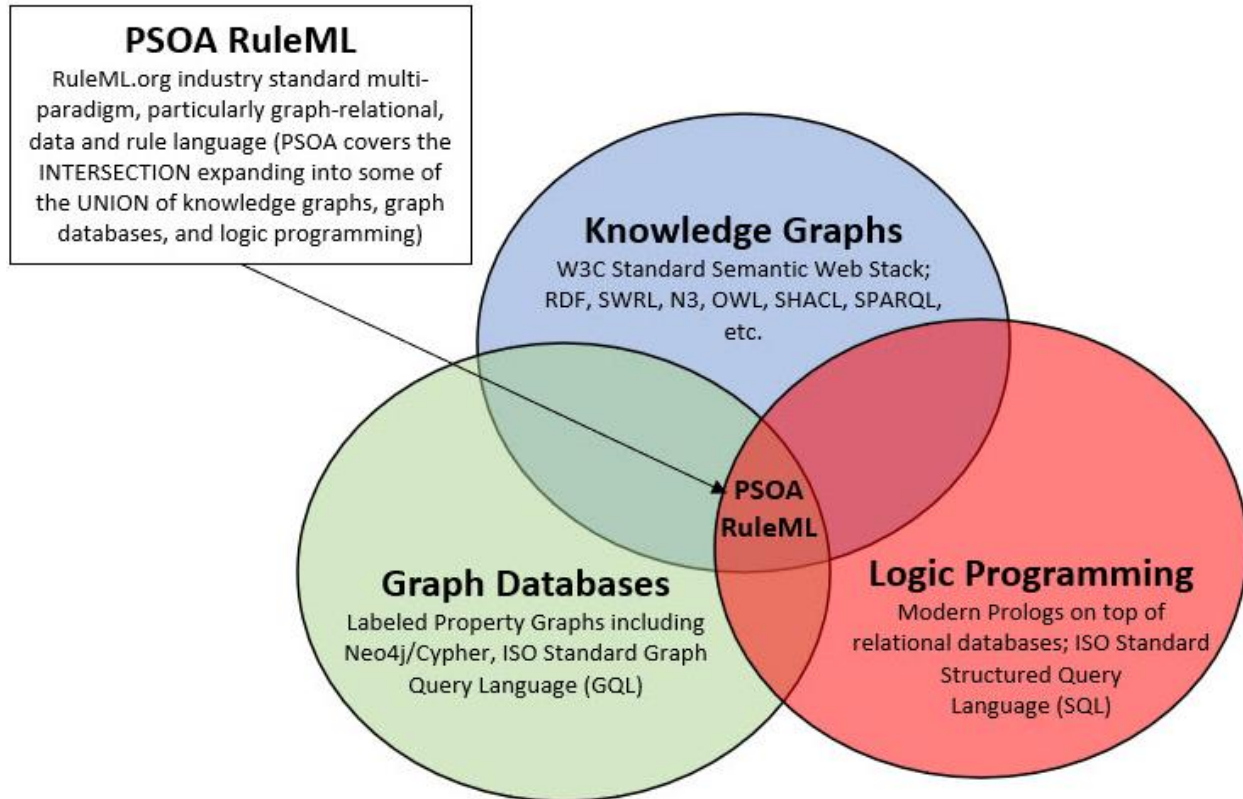 PSOA RuleML
RuleML.org industry standard multi-
paradigm, particularly graph-relational,
data and rule language (PSOA covers the
INTERSECTION expanding into some of
the UNION of knowledge graphs, graph
databases, and logic programming)
Knowledge Graphs
W3C Standard Semantic Web Stack;
RDF, SWRL, N3, OWL, SHACL, SPARQL,
etc.
PSOA
RuleML
Graph Databases
Labeled Property Graphs including
Neo4j/Cypher, ISO Standard Graph
Query Language (GQL)
Logic Programming
Modern Prologs on top of
relational databases; ISO Standard
Structured Query
Language (SQL)